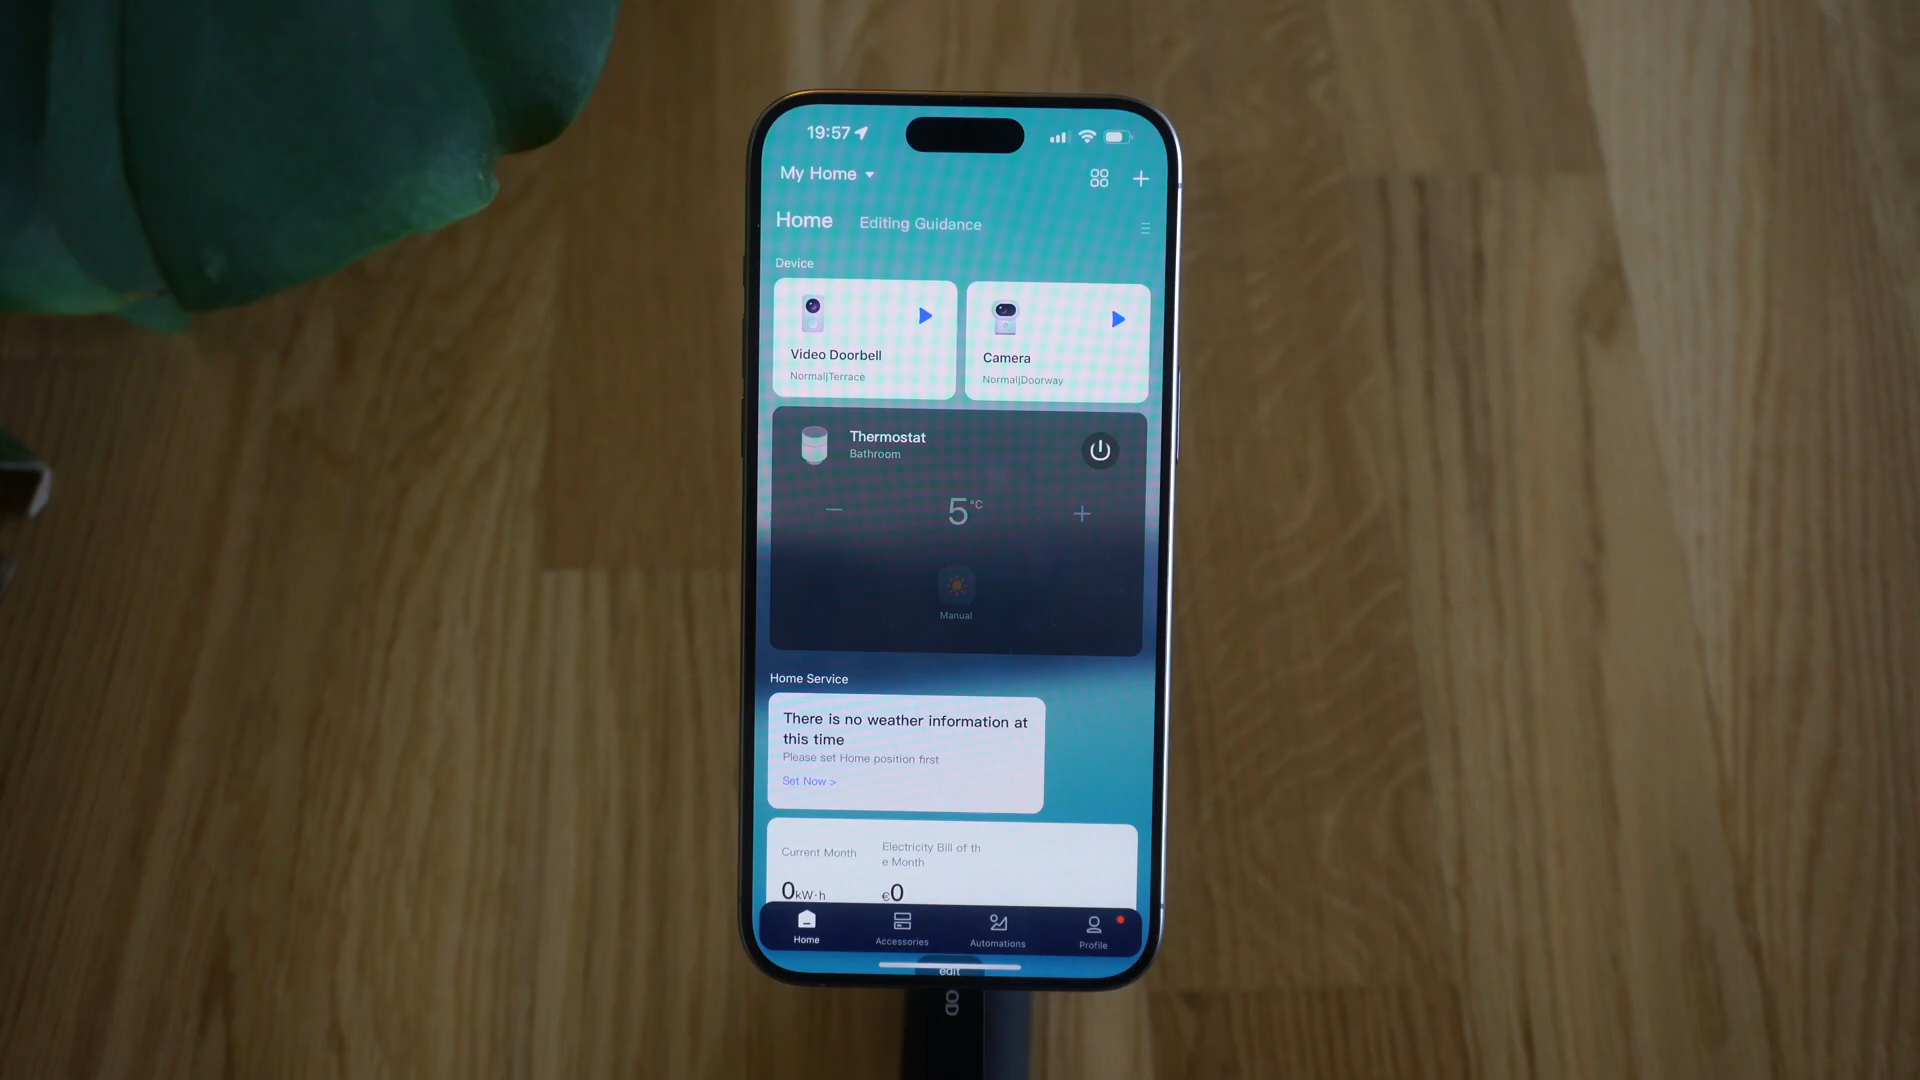 19:57
My Home
Home Editing Guidance
Device
Video Doorbell
Normal|Terrace
Camera
Normal|Doorway
Thermostat
Bathroom
5°C
Manual
Home Service
There is no weather information at
this time
Please set Home position first
Set Now >
Current Month
0kW·h
Electricity Bill of th
e Month
€0
Home
Accessories
Automations
Profile
edit
OD